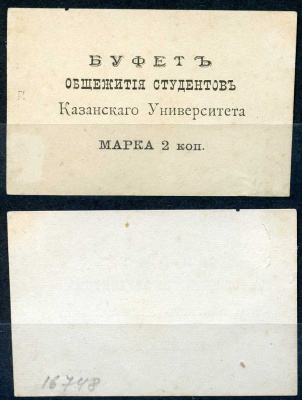 БУФЕТЪ
ОБЩЕЖИТІЯ СТУДЕНТОВЪ
Казанскаго Университета
МАРКА 2 коп.
16748